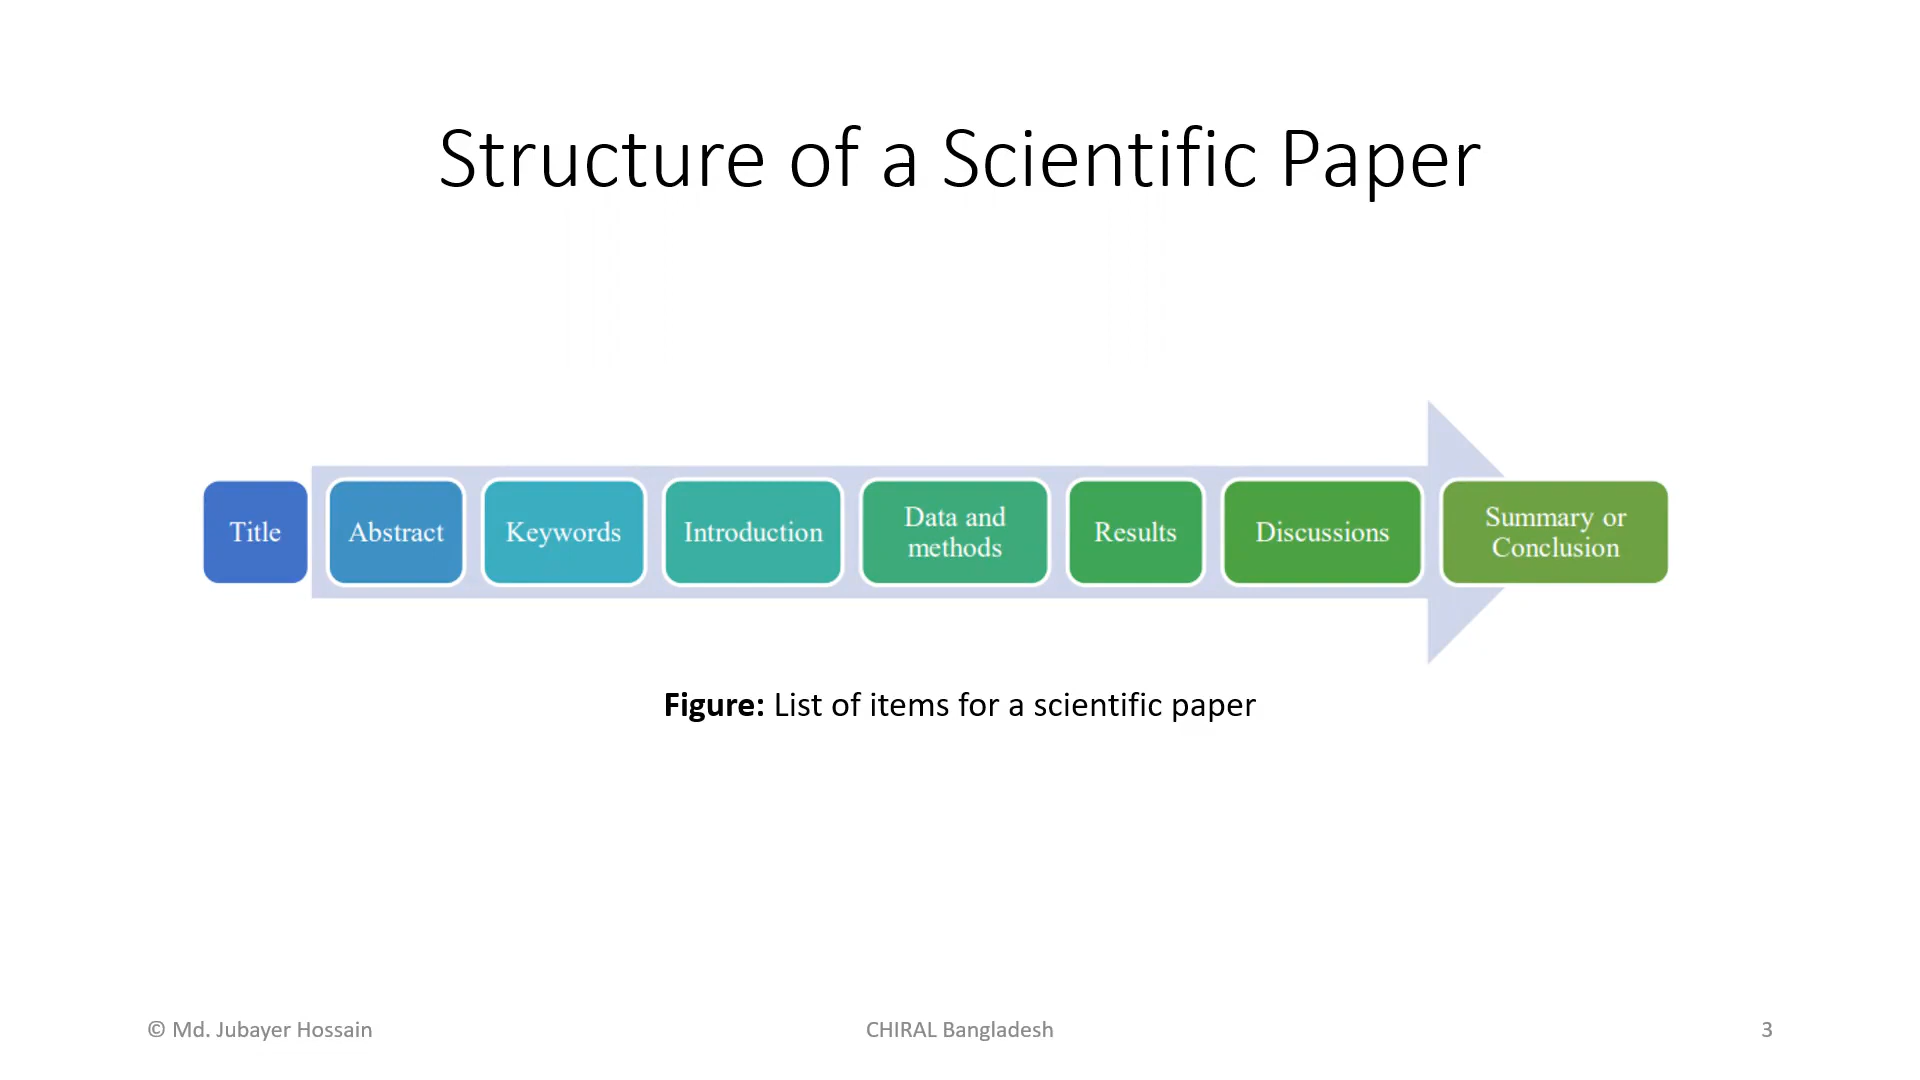 Structure of a Scientific Paper
Title
Abstract
Keywords
Introduction
Data and
methods
Results
Discussions
Summary or
Conclusion
Figure: List of items for a scientific paper
© Md. Jubayer Hossain
CHIRAL Bangladesh
3